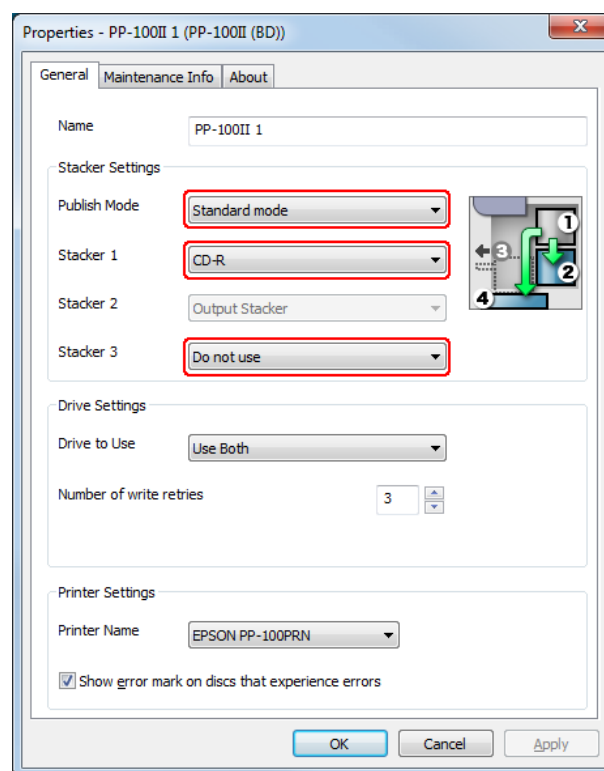 Properties - PP-100II 1 (PP-100II (BD))
General Maintenance Info About
Name PP-100II 1
Stacker Settings
Publish Mode Standard mode
Stacker 1 CD-R
Stacker 2 Output Stacker
Stacker 3 Do not use
1
3
2
4
Drive Settings
Drive to Use Use Both
Number of write retries 3
Printer Settings
Printer Name EPSON PP-100PRN
Show error mark on discs that experience errors
OK Cancel Apply